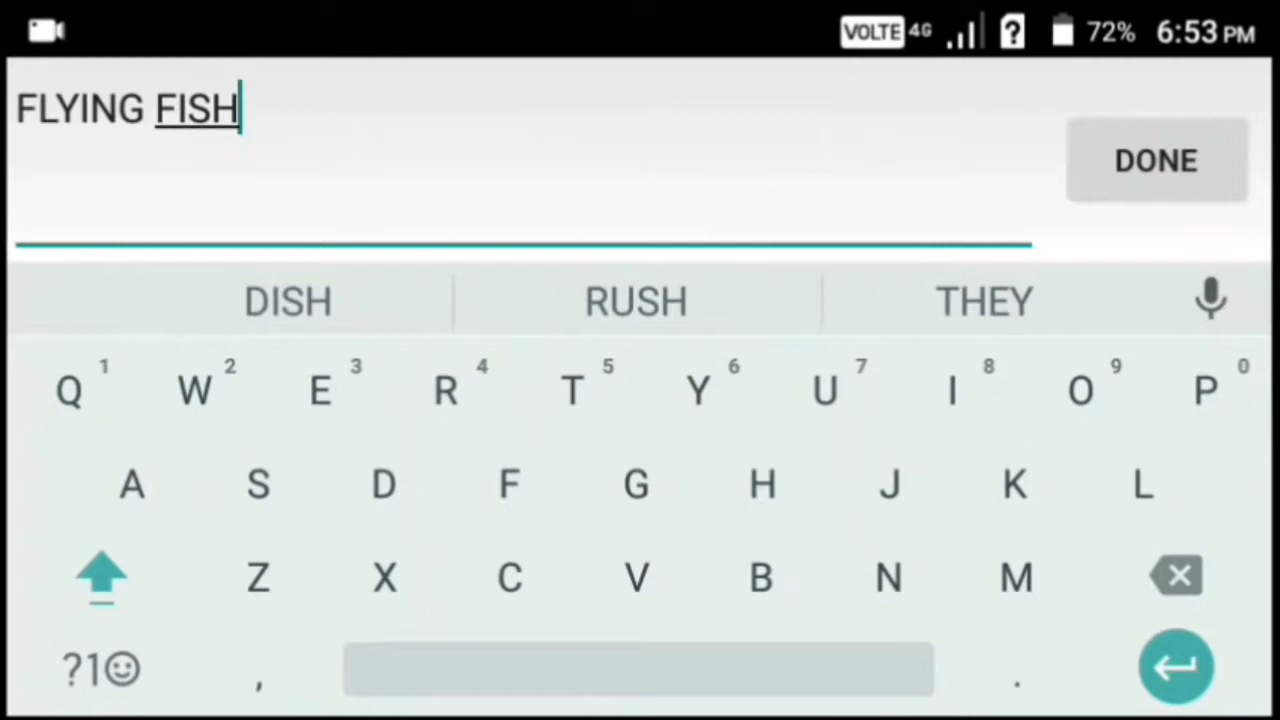 VOLTE 4G ? 72% 6:53 PM
FLYING FISH
DONE
DISH RUSH THEY
Q 1 W 2 E 3 R 4 T 5 Y 6 U 7 I 8 O 9 P 0
A S D F G H J K L
Z X C V B N M
?1☺ , .